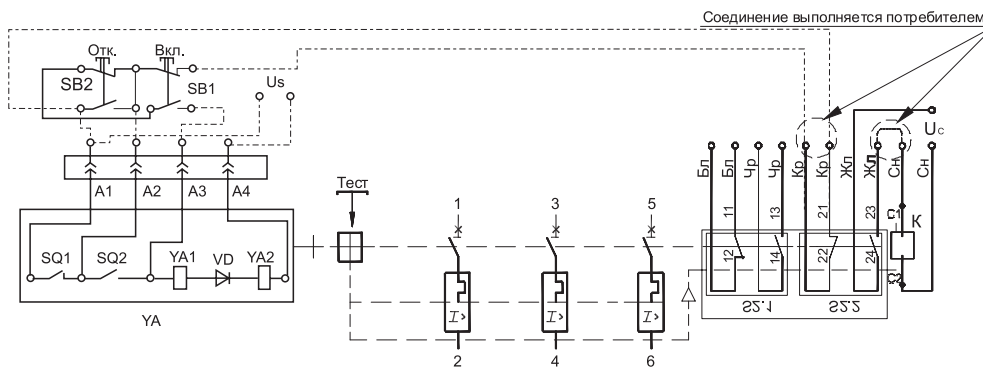 Соединение выполняется потребителем
Отк.
Вкл.
SB2
SB1
Us
Uc
Бл
Бл
Чр
Чр
Кр
Кр
Жл
Жл
Сн
Сн
A1
A2
A3
A4
Тест
1
3
5
11
13
21
23
C1
К
SQ1
SQ2
YA1
VD
YA2
12
14
22
24
C2
I>
I>
I>
S2.1
S2.2
YA
2
4
6